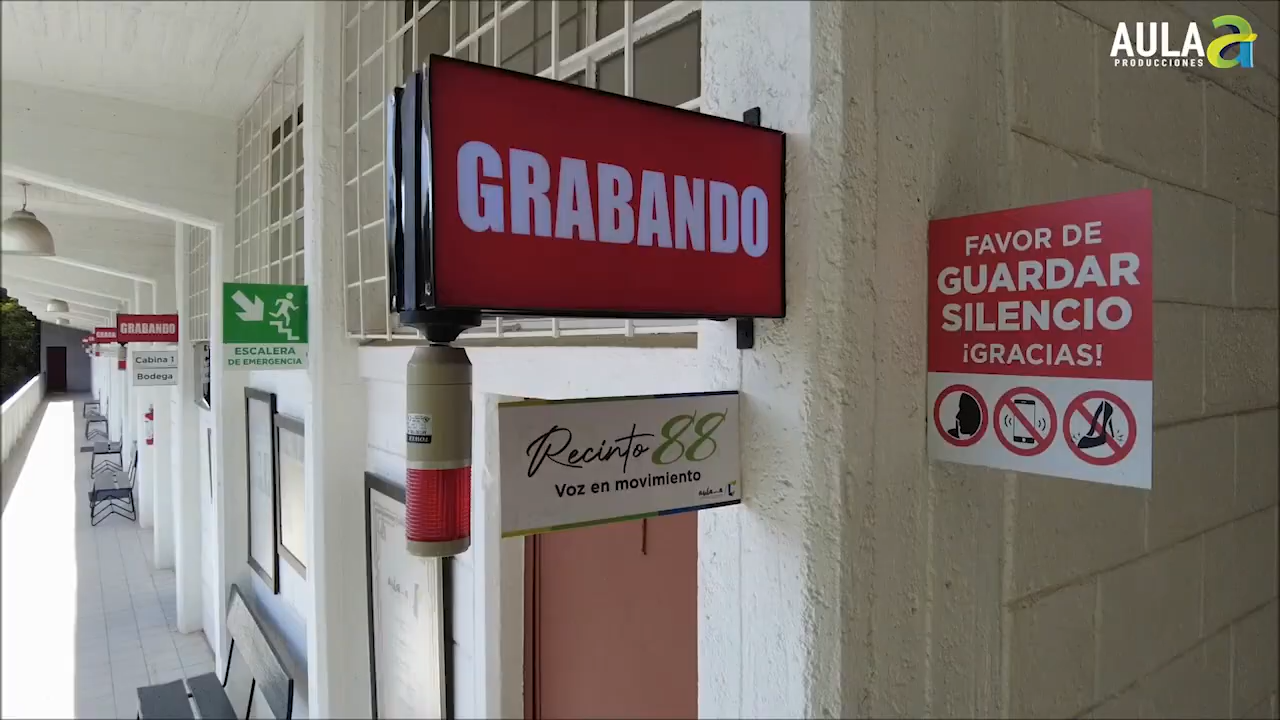 AULA
PRODUCCIONES
GRABANDO
FAVOR DE
GUARDAR
SILENCIO
¡GRACIAS!
ESCALERA
DE EMERGENCIA
GRABANDO
Cabina 1
Bodega
Recinto 88
Voz en movimiento